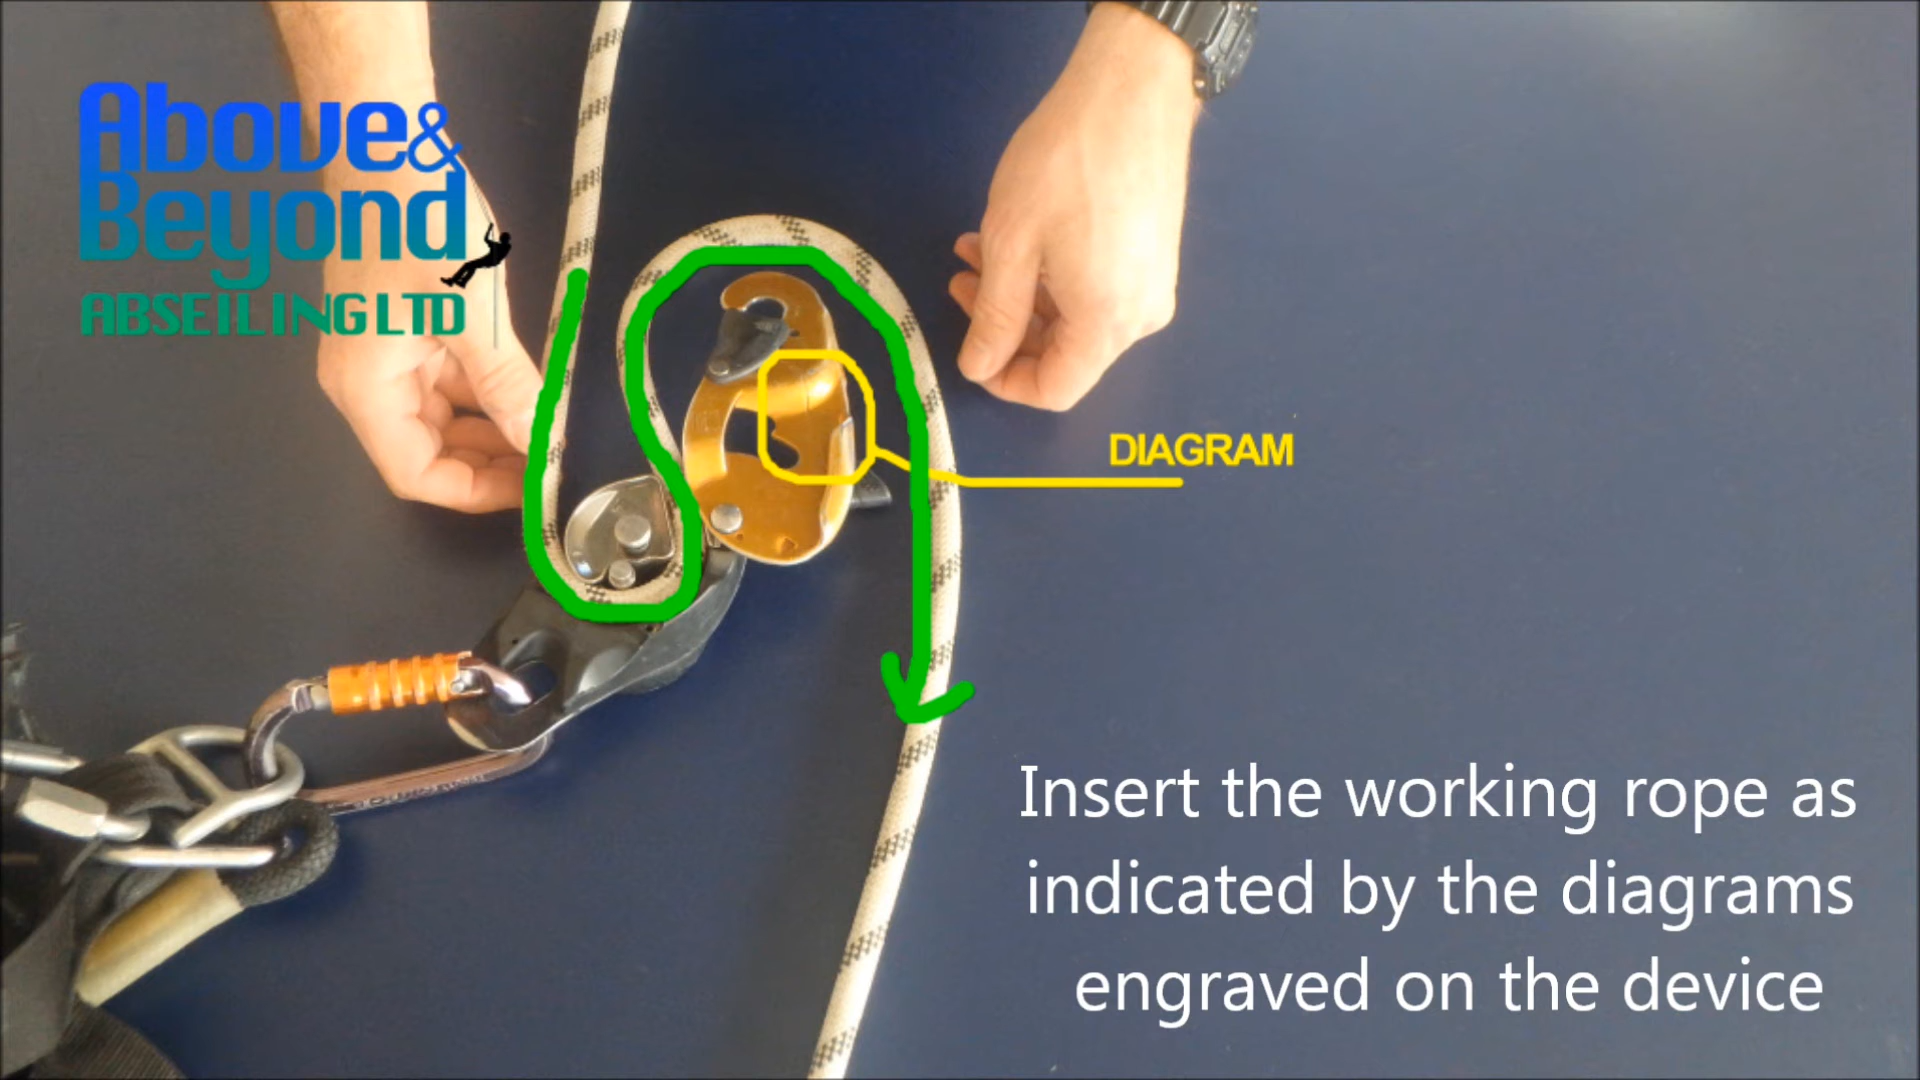 Above&
Beyond
ABSEILING LTD
DIAGRAM
Insert the working rope as
indicated by the diagrams
engraved on the device